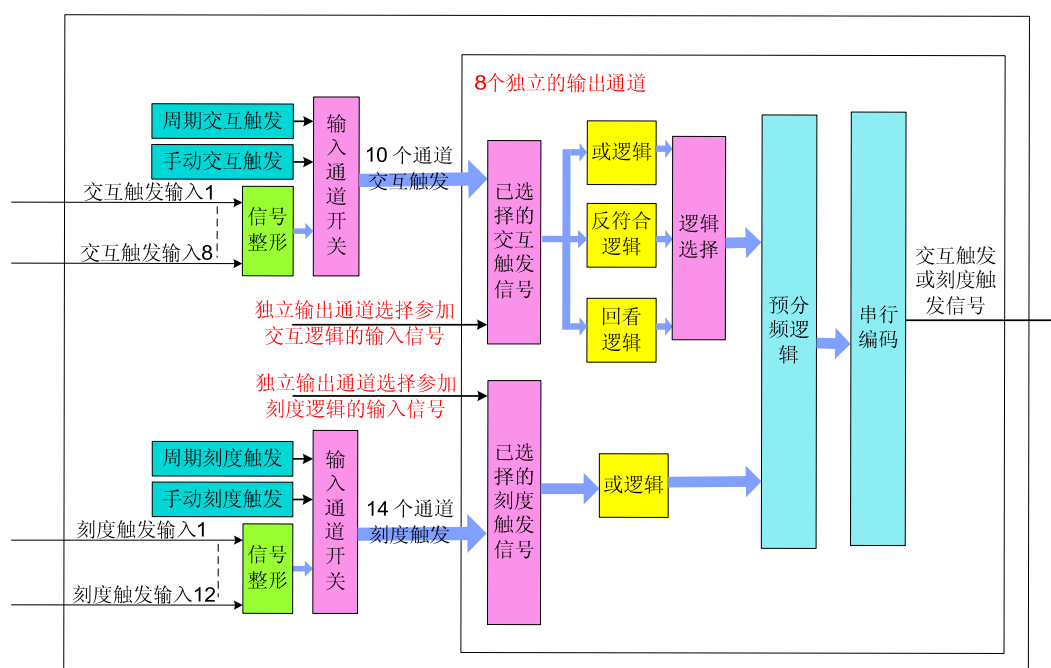 8个独立的输出通道
周期交互触发
手动交互触发
交互触发输入1
交互触发输入8
信号
整形
输
入
通
道
开
关
10 个通道
交互触发
已选
择的
交互
触发
信号
或逻辑
反符合
逻辑
回看
逻辑
逻辑
选择
独立输出通道选择参加
交互逻辑的输入信号
独立输出通道选择参加
刻度逻辑的输入信号
周期刻度触发
手动刻度触发
刻度触发输入1
刻度触发输入12
信号
整形
输
入
通
道
开
关
14 个通道
刻度触发
已选
择的
刻度
触发
信号
或逻辑
预分
频逻
辑
串行
编码
交互触发
或刻度触
发信号